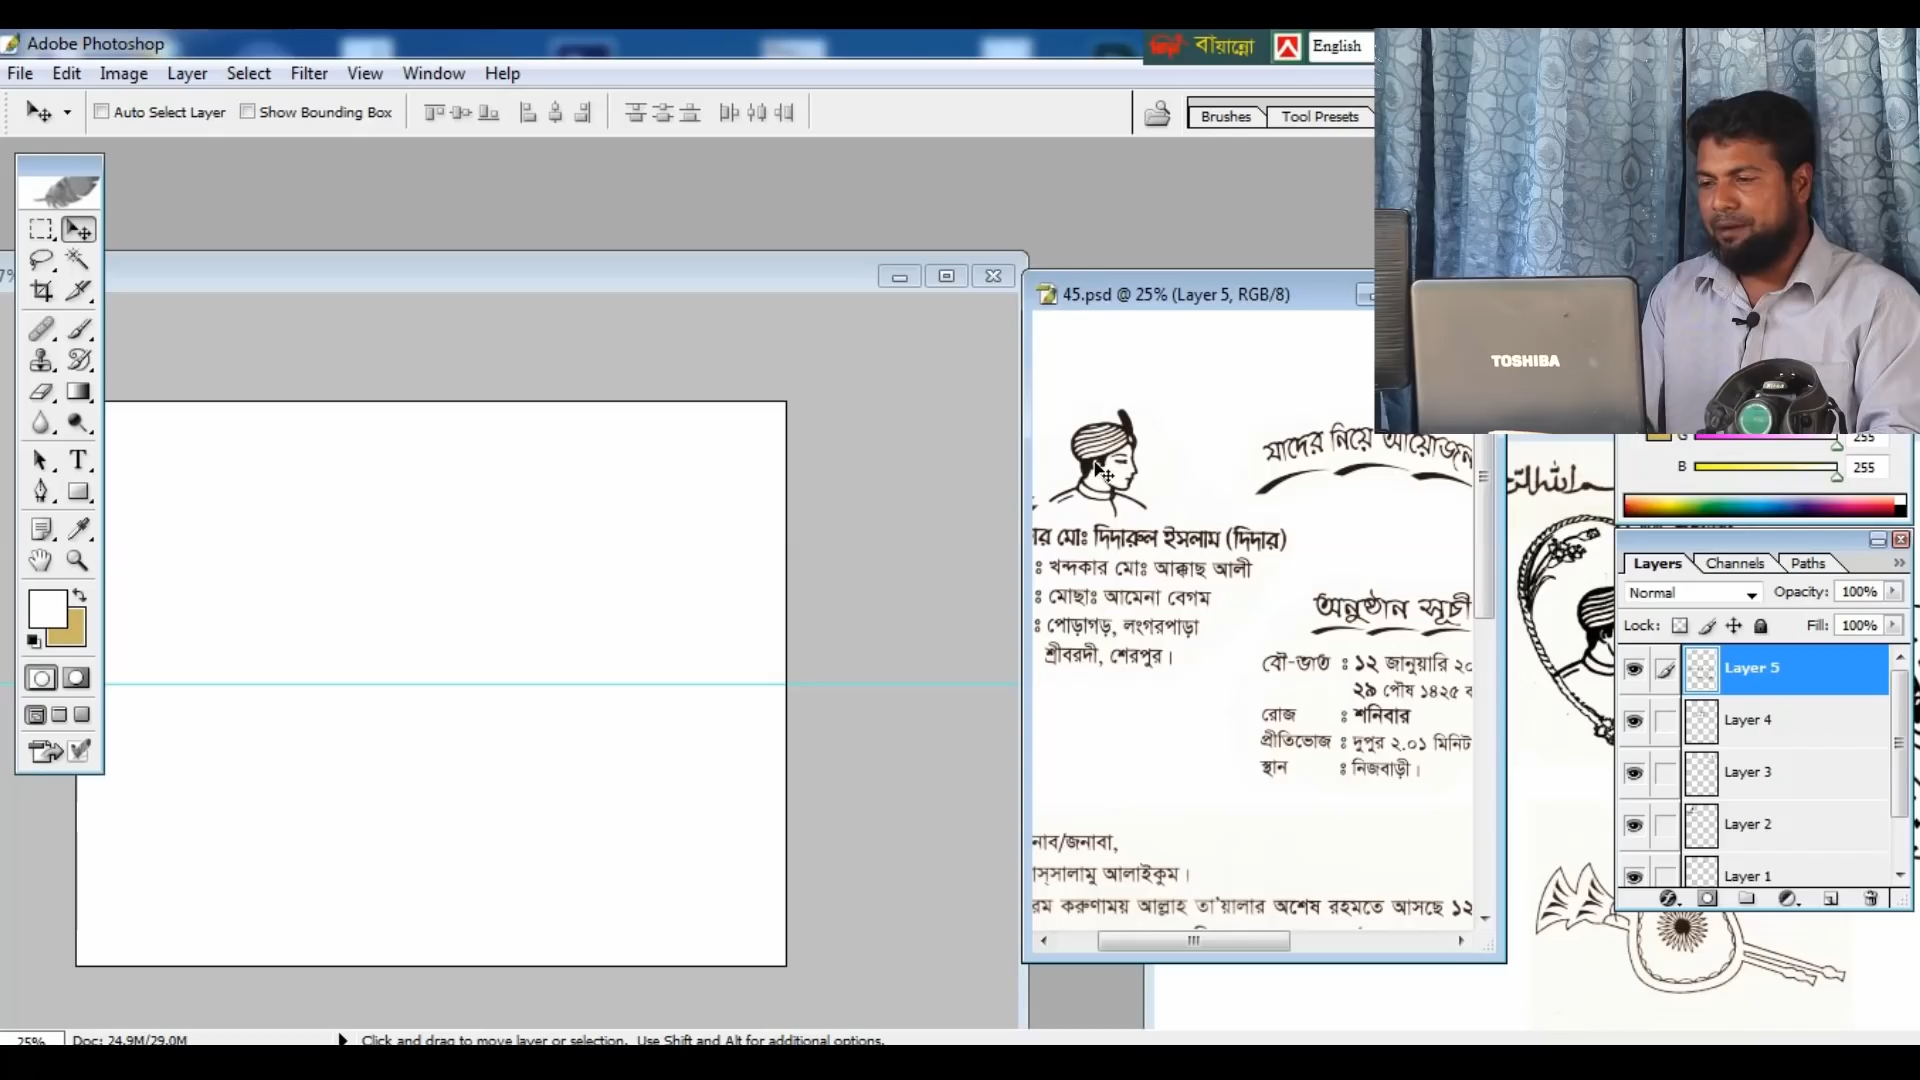 Adobe Photoshop
বায়ান্নো
English
File Edit Image Layer Select Filter View Window Help
Auto Select Layer
Show Bounding Box
Brushes
Tool Presets
TOSHIBA
45.psd @ 25% (Layer 5, RGB/8)
যাদের নিয়ে আয়োজন
মোঃ দিদারুল ইসলাম (দিদার)
: খন্দকার মোঃ আক্কাছ আলী
: মোছাঃ আমেনা বেগম
: পোড়াগড়, লংগরপাড়া
শ্রীবরদী, শেরপুর।
অনুষ্ঠান সূচী
বৌ-ভাত : ১২ জানুয়ারি ২০
২৯ পৌষ ১৪২৫ ব
রোজ : শনিবার
প্রীতিভোজ : দুপুর ২.০১ মিনিট
স্থান : নিজবাড়ী।
নাব/জনাবা,
াস্সালামু আলাইকুম।
রম করুণাময় আল্লাহ তা'য়ালার অশেষ রহমতে আসছে ১২
G 255
B 255
Layers Channels Paths
Normal
Opacity: 100%
Lock:
Fill: 100%
Layer 5
Layer 4
Layer 3
Layer 2
Layer 1
25%
Doc: 24.9M/29.0M
Click and drag to move layer or selection. Use Shift and Alt for additional options.